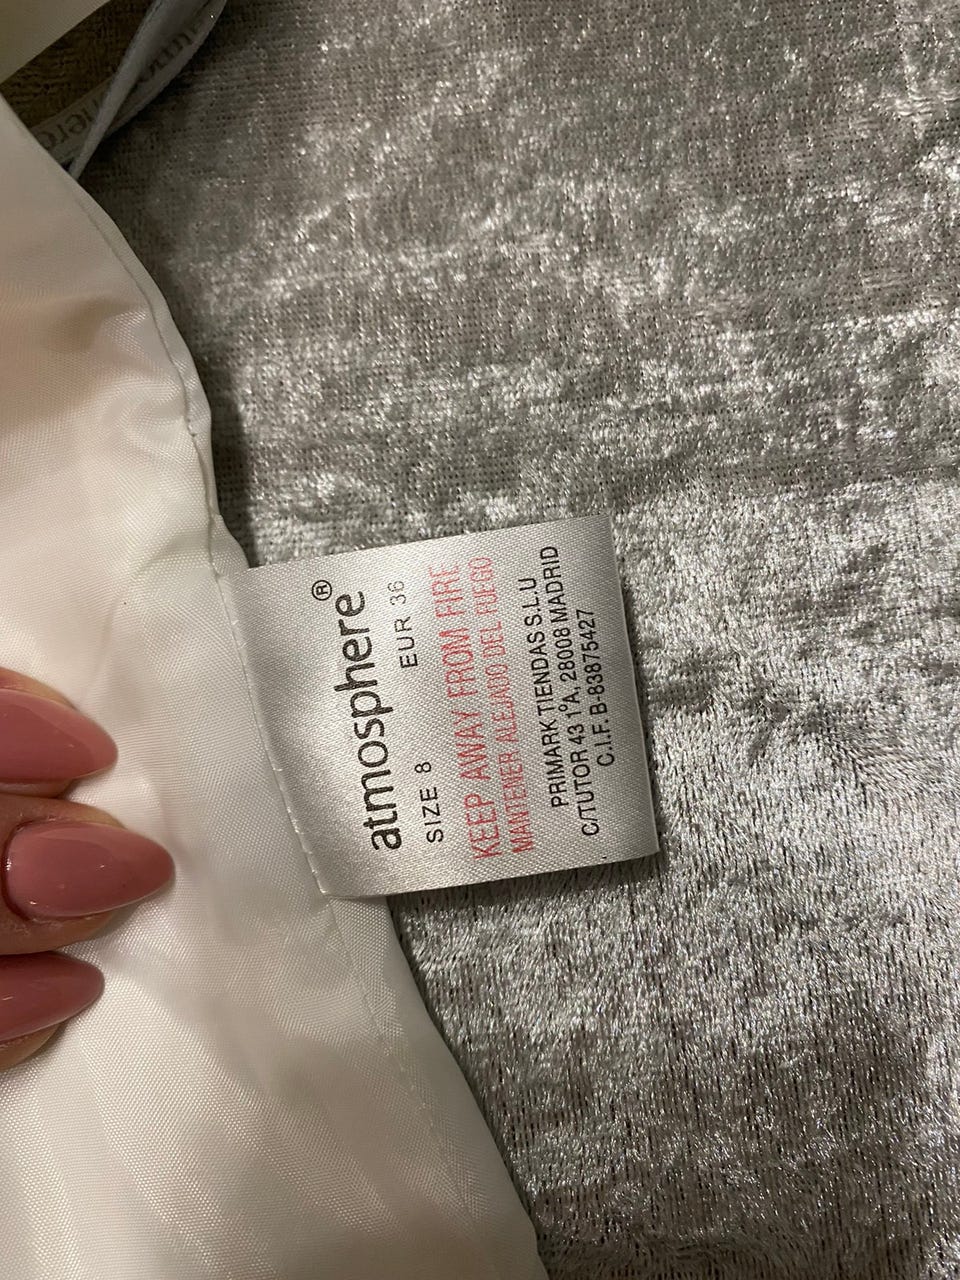 atmosphere®
SIZE 8 EUR 36
KEEP AWAY FROM FIRE
MANTENER ALEJADO DEL FUEGO
PRIMARK TIENDAS S.L.U
C/TUTOR 43 1ºA, 28008 MADRID
C.I.F. B-83875427